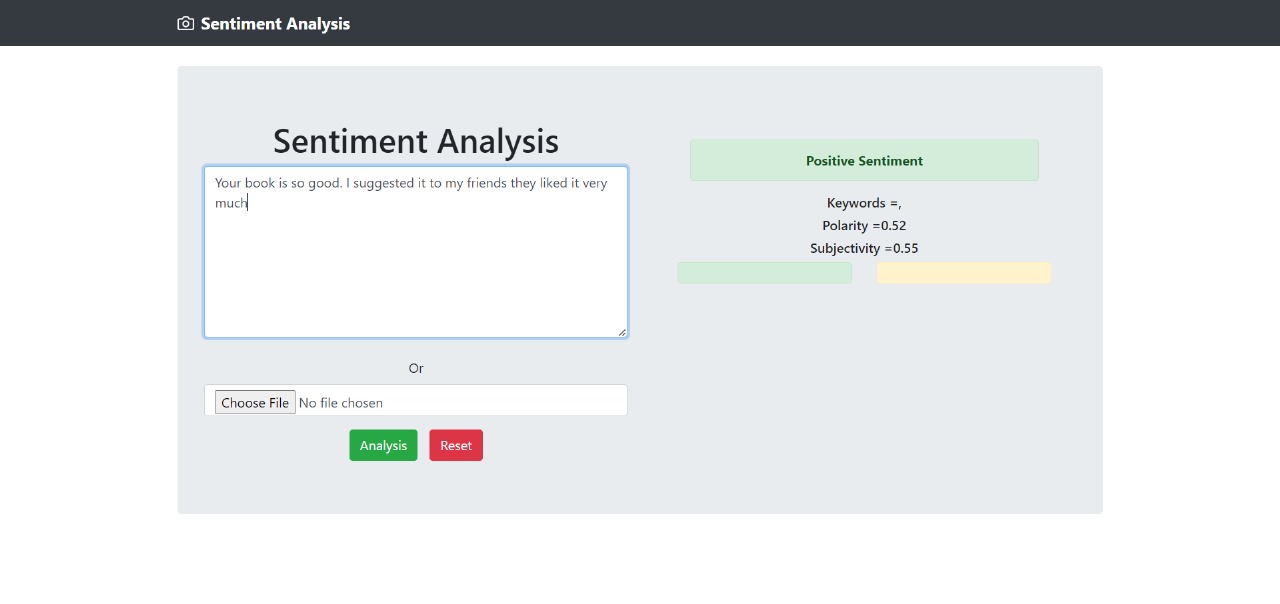 Sentiment Analysis
Sentiment Analysis
Your book is so good. I suggested it to my friends they liked it very
much
Or
Choose File No file chosen
Analysis Reset
Positive Sentiment
Keywords =,
Polarity =0.52
Subjectivity =0.55